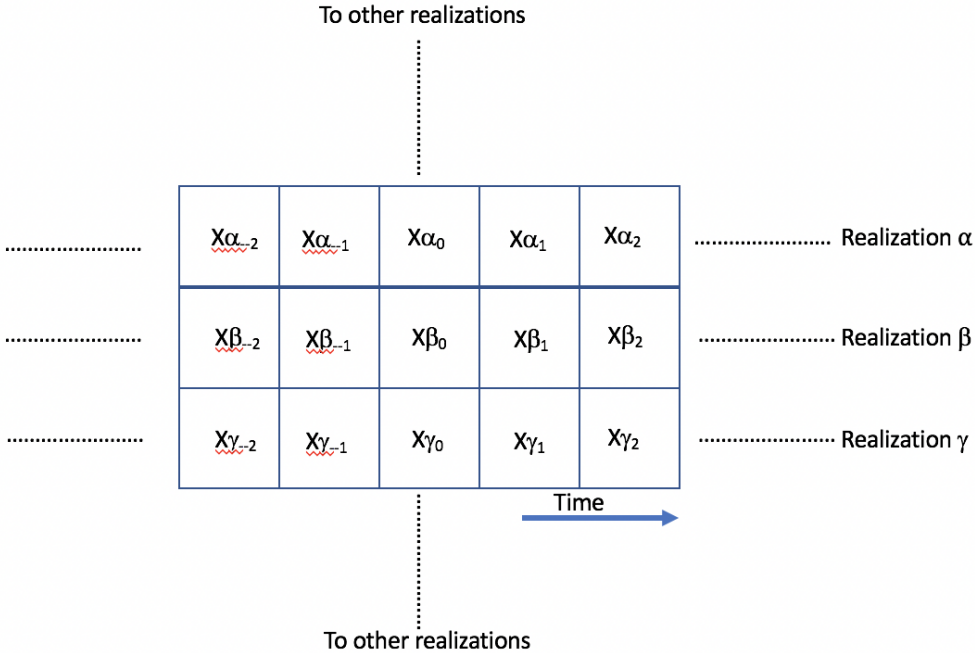 To other realizations
Xα--2 Xα--1 Xα0 Xα1 Xα2 Realization α
Xβ--2 Xβ--1 Xβ0 Xβ1 Xβ2 Realization β
Xγ--2 Xγ--1 Xγ0 Xγ1 Xγ2 Realization γ
Time
To other realizations